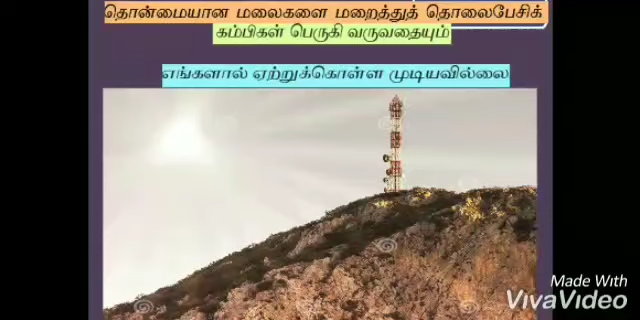 தொன்மையான மலைகளை மறைத்துத் தொலைபேசிக்
கம்பிகள் பெருகி வருவதையும்
எங்களால் ஏற்றுக்கொள்ள முடியவில்லை
Made With
VivaVideo